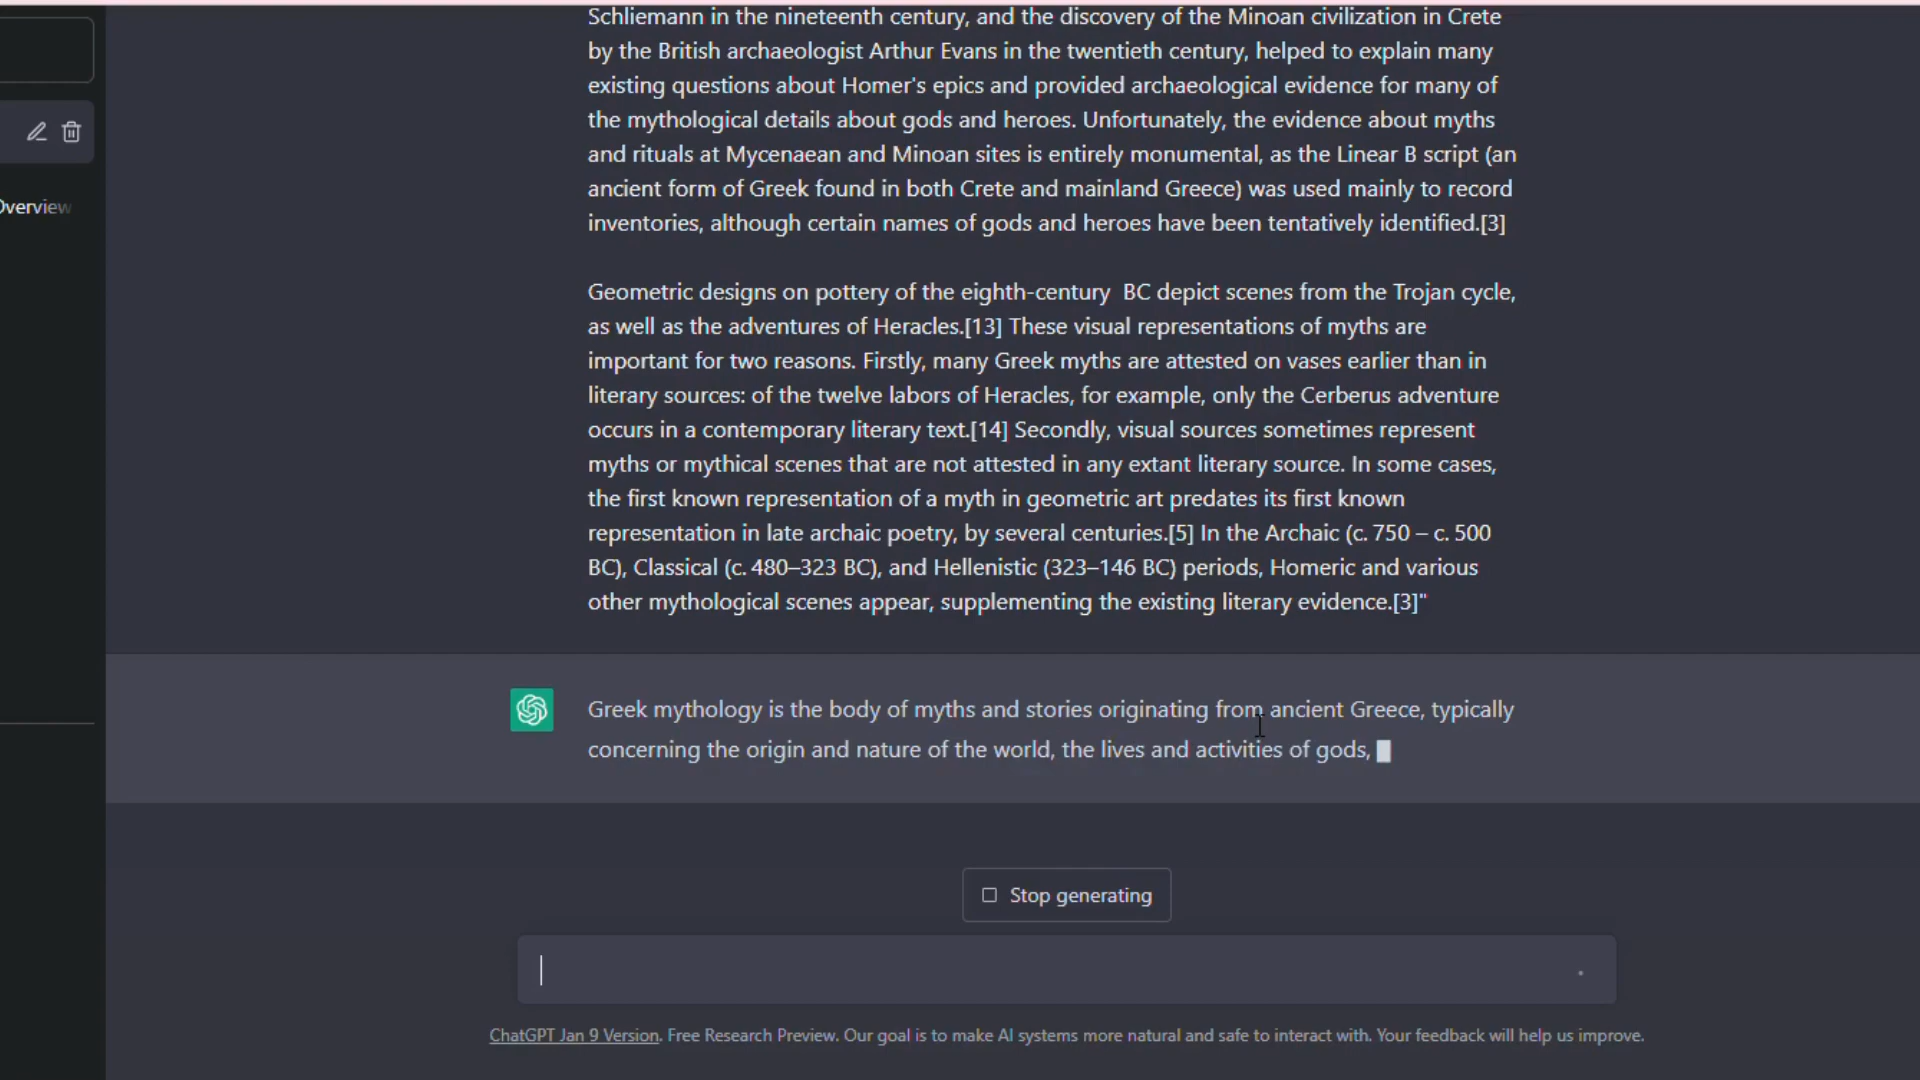 Schliemann in the nineteenth century, and the discovery of the Minoan civilization in Crete
by the British archaeologist Arthur Evans in the twentieth century, helped to explain many
existing questions about Homer's epics and provided archaeological evidence for many of
the mythological details about gods and heroes. Unfortunately, the evidence about myths
and rituals at Mycenaean and Minoan sites is entirely monumental, as the Linear B script (an
ancient form of Greek found in both Crete and mainland Greece) was used mainly to record
Overview
inventories, although certain names of gods and heroes have been tentatively identified.[3]
Geometric designs on pottery of the eighth-century  BC depict scenes from the Trojan cycle,
as well as the adventures of Heracles.[13] These visual representations of myths are
important for two reasons. Firstly, many Greek myths are attested on vases earlier than in
literary sources: of the twelve labors of Heracles, for example, only the Cerberus adventure
occurs in a contemporary literary text.[14] Secondly, visual sources sometimes represent
myths or mythical scenes that are not attested in any extant literary source. In some cases,
the first known representation of a myth in geometric art predates its first known
representation in late archaic poetry, by several centuries.[5] In the Archaic (c. 750 – c. 500
BC), Classical (c. 480–323 BC), and Hellenistic (323–146 BC) periods, Homeric and various
other mythological scenes appear, supplementing the existing literary evidence.[3]"
Greek mythology is the body of myths and stories originating from ancient Greece, typically
concerning the origin and nature of the world, the lives and activities of gods,
Stop generating
ChatGPT Jan 9 Version. Free Research Preview. Our goal is to make AI systems more natural and safe to interact with. Your feedback will help us improve.